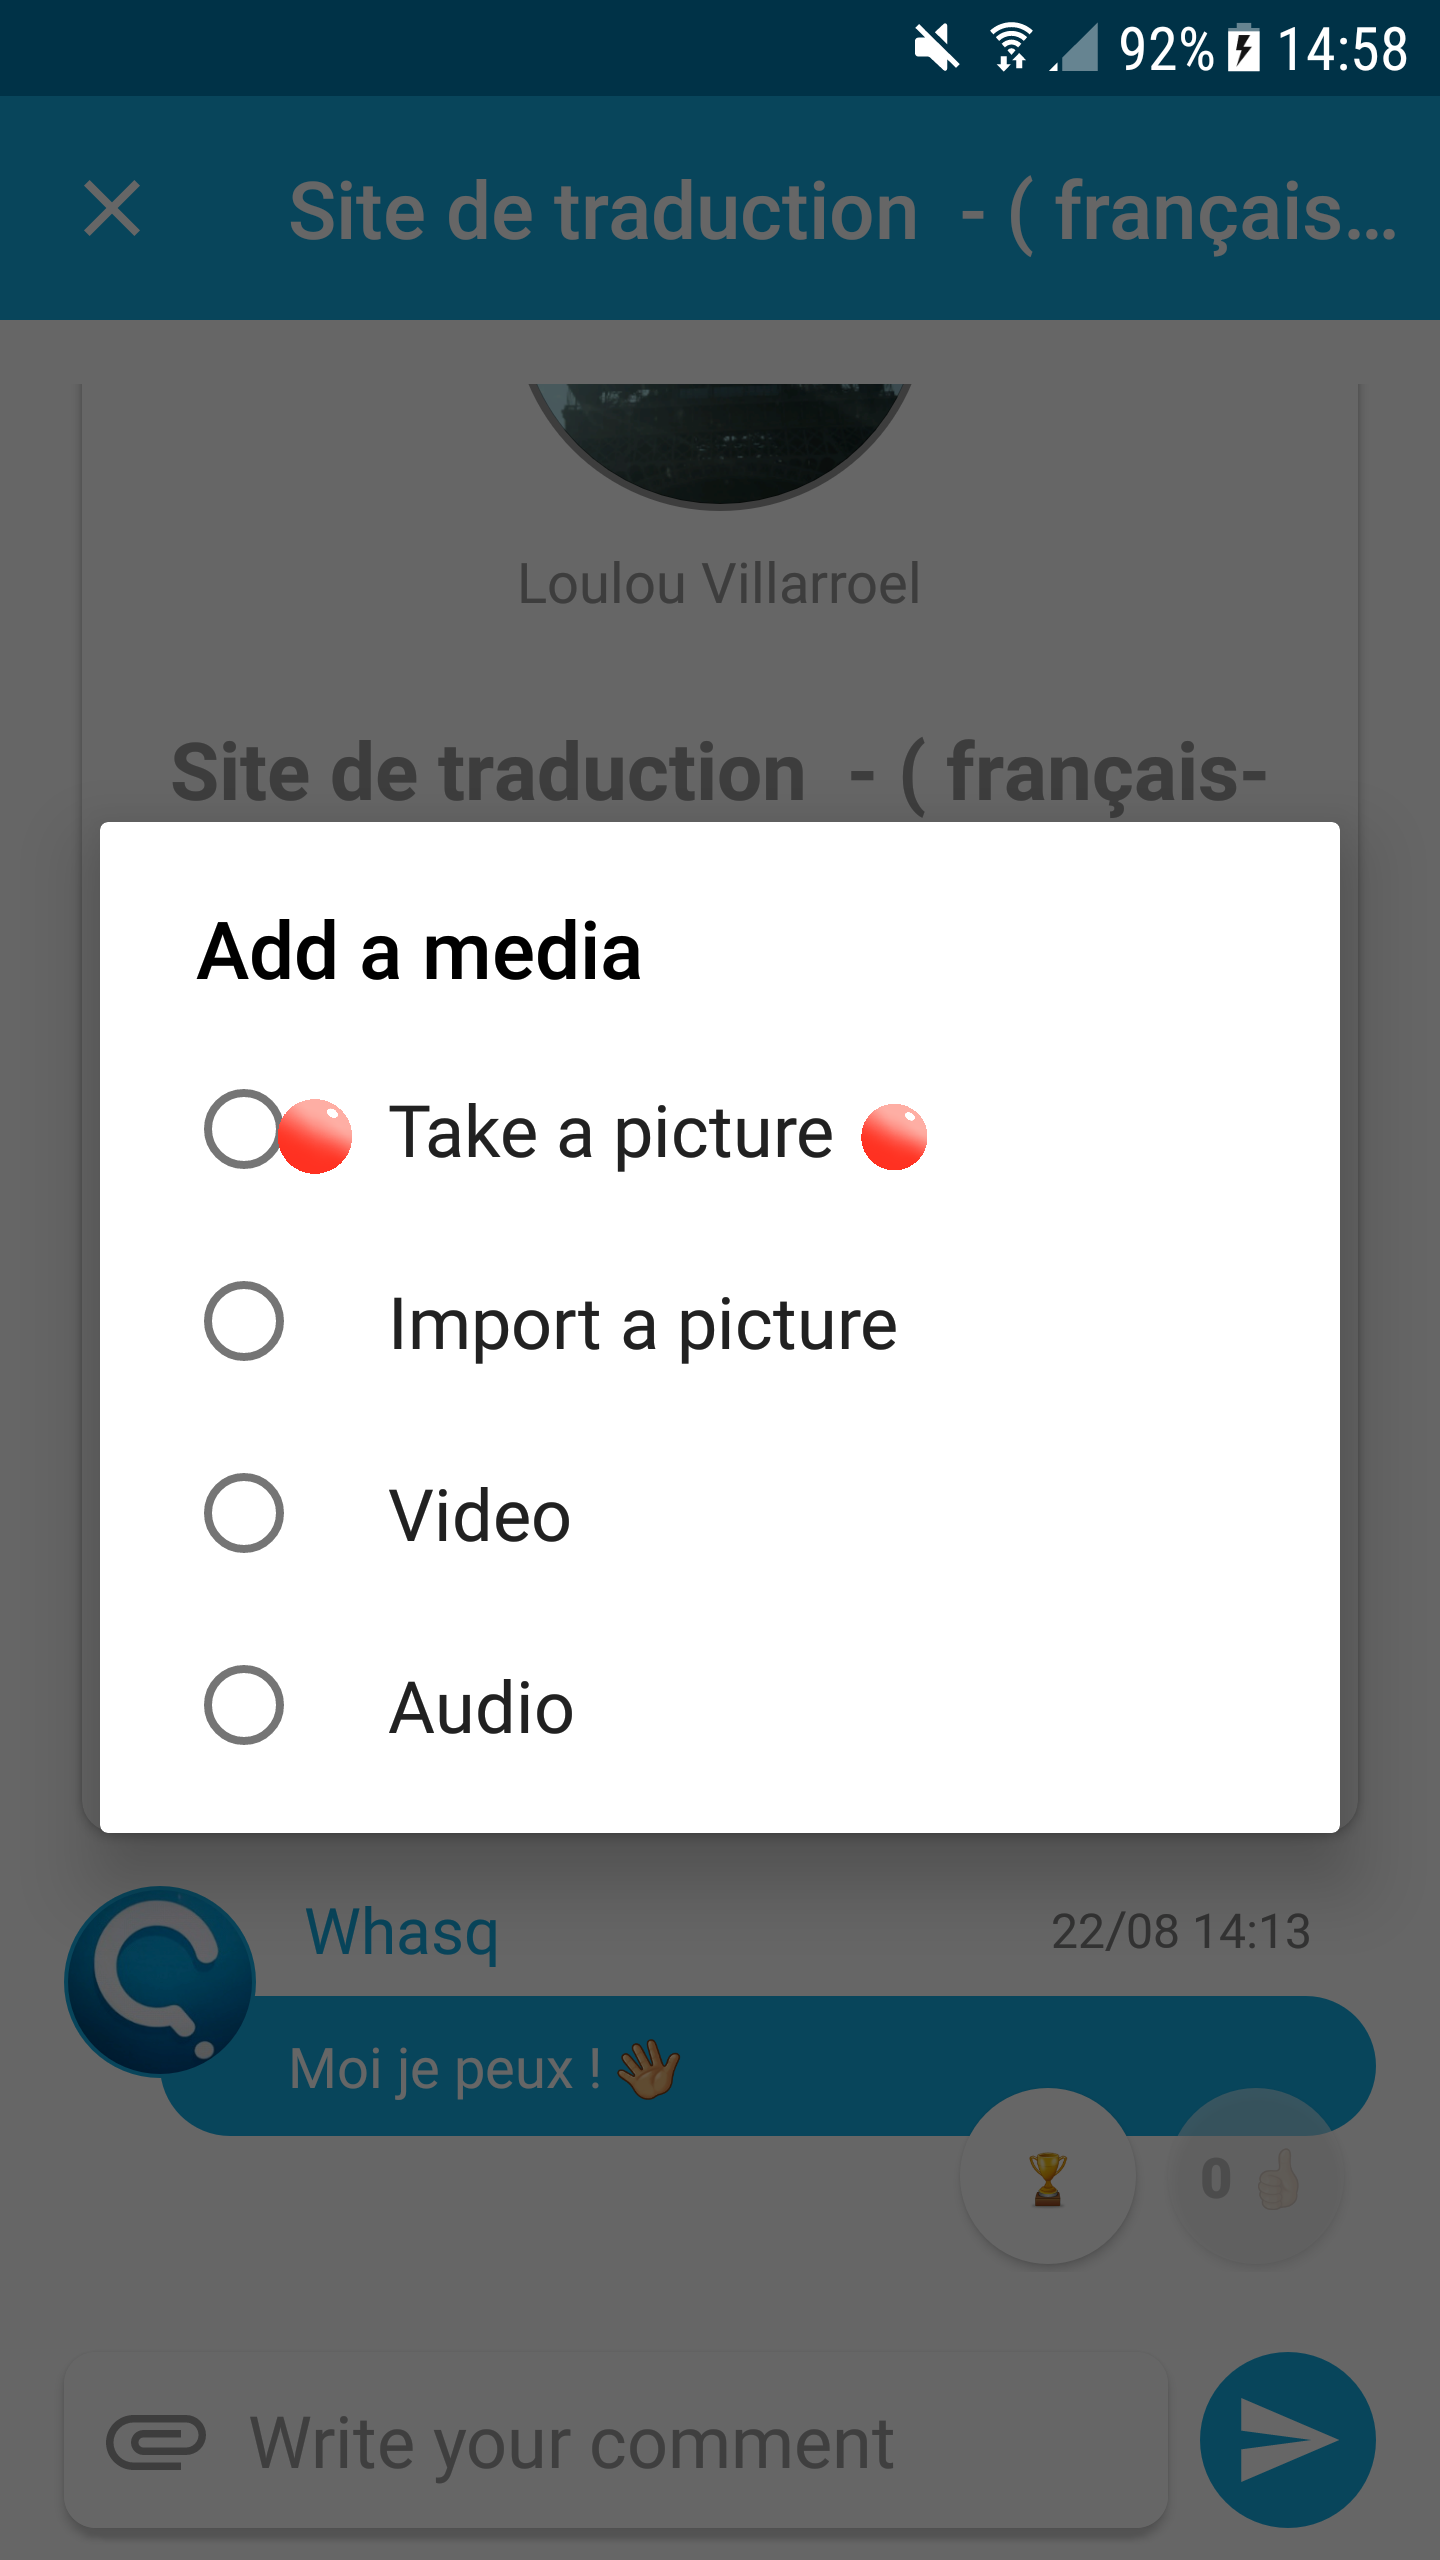 92% 14:58
Site de traduction - ( français...
Loulou Villarroel
Site de traduction - ( français-
Add a media
Take a picture
Import a picture
Video
Audio
Whasq 22/08 14:13
Moi je peux ! 👋
🏆 0 👍
Write your comment